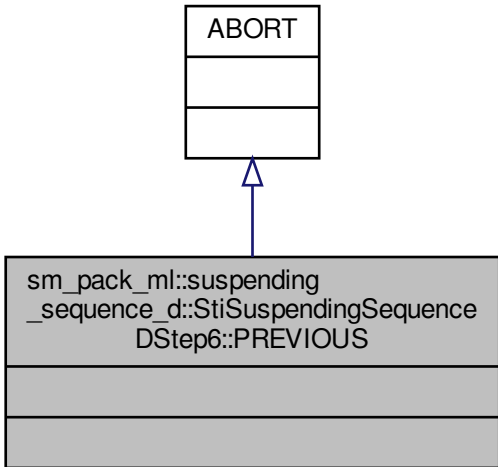 ABORT
sm_pack_ml::suspending
_sequence_d::StiSuspendingSequence
DStep6::PREVIOUS